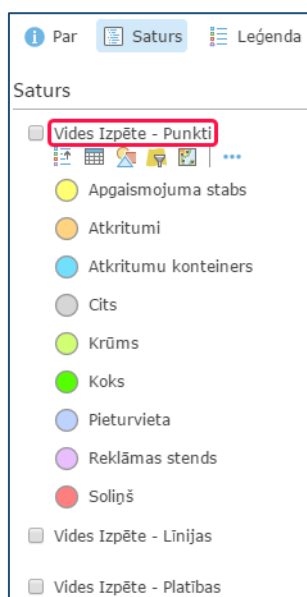 Par Saturs Leģenda
Saturs
Vides Izpēte - Punkti
Apgaismojuma stabs
Atkritumi
Atkritumu konteiners
Cits
Krūms
Koks
Pieturvieta
Reklāmas stends
Soliņš
Vides Izpēte - Līnijas
Vides Izpēte - Platības